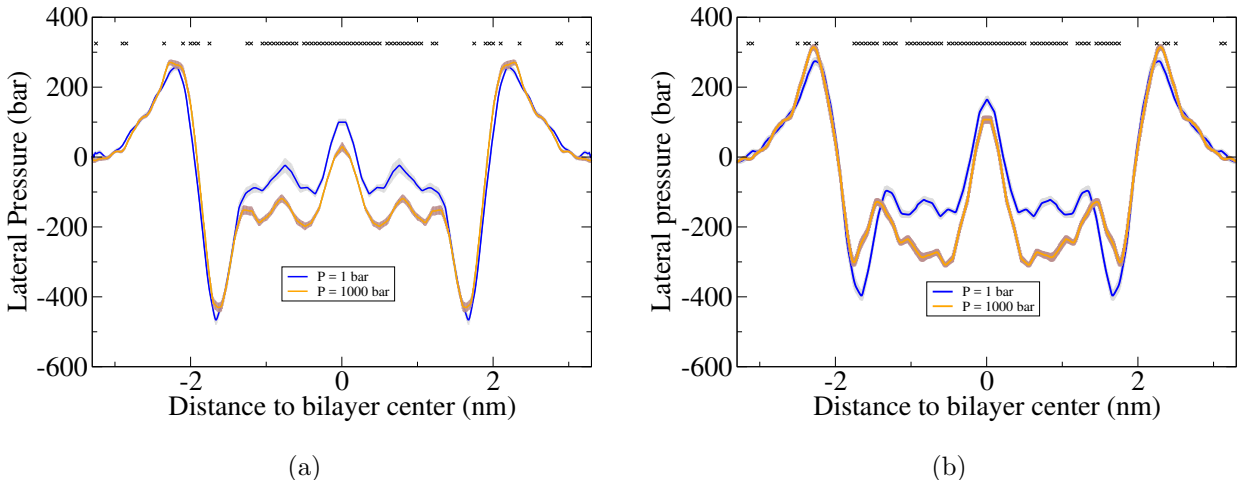 400
200
0
-200
-400
-600
Lateral Pressure (bar)
P = 1 bar
P = 1000 bar
-2 0 2
Distance to bilayer center (nm)
(a)
400
200
0
-200
-400
-600
Lateral pressure (bar)
P = 1 bar
P = 1000 bar
-2 0 2
Distance to bilayer center (nm)
(b)